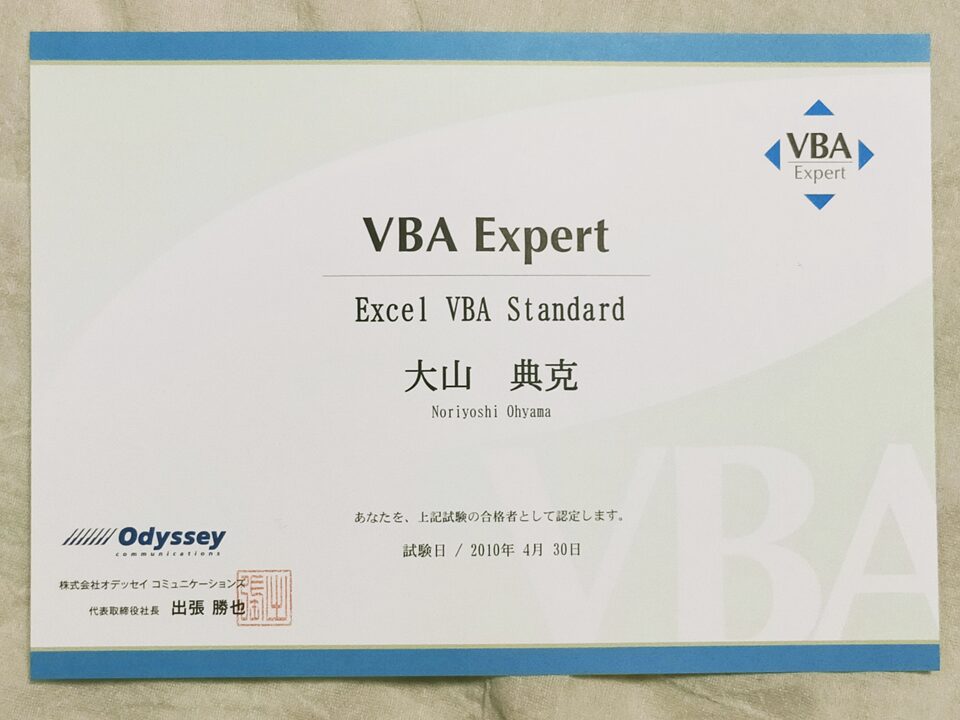 VBA
Expert
VBA Expert
Excel VBA Standard
大山 典克
Noriyoshi Ohyama
あなたを、上記試験の合格者として認定します。
試験日 / 2010年 4月 30日
VBA
Odyssey
communications
株式会社オデッセイ コミュニケーションズ
代表取締役社長 出張 勝也